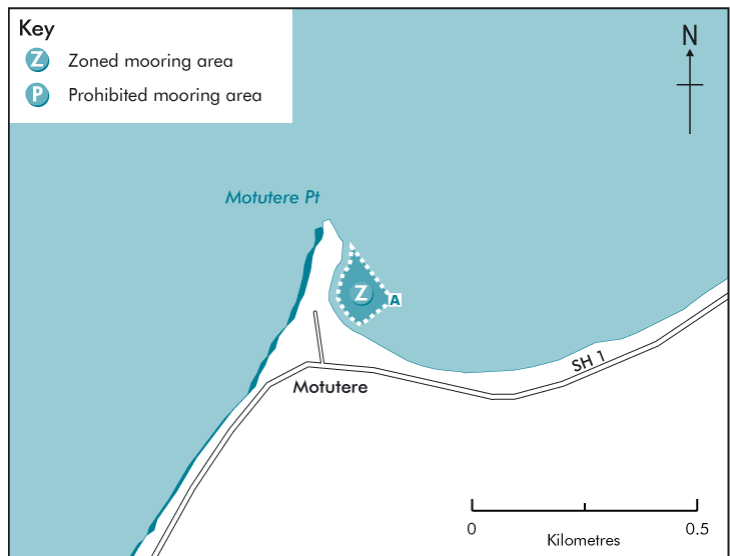 Key
Z Zoned mooring area
P Prohibited mooring area
N
Motutere Pt
Z
A
SH 1
Motutere
0 0.5
Kilometres